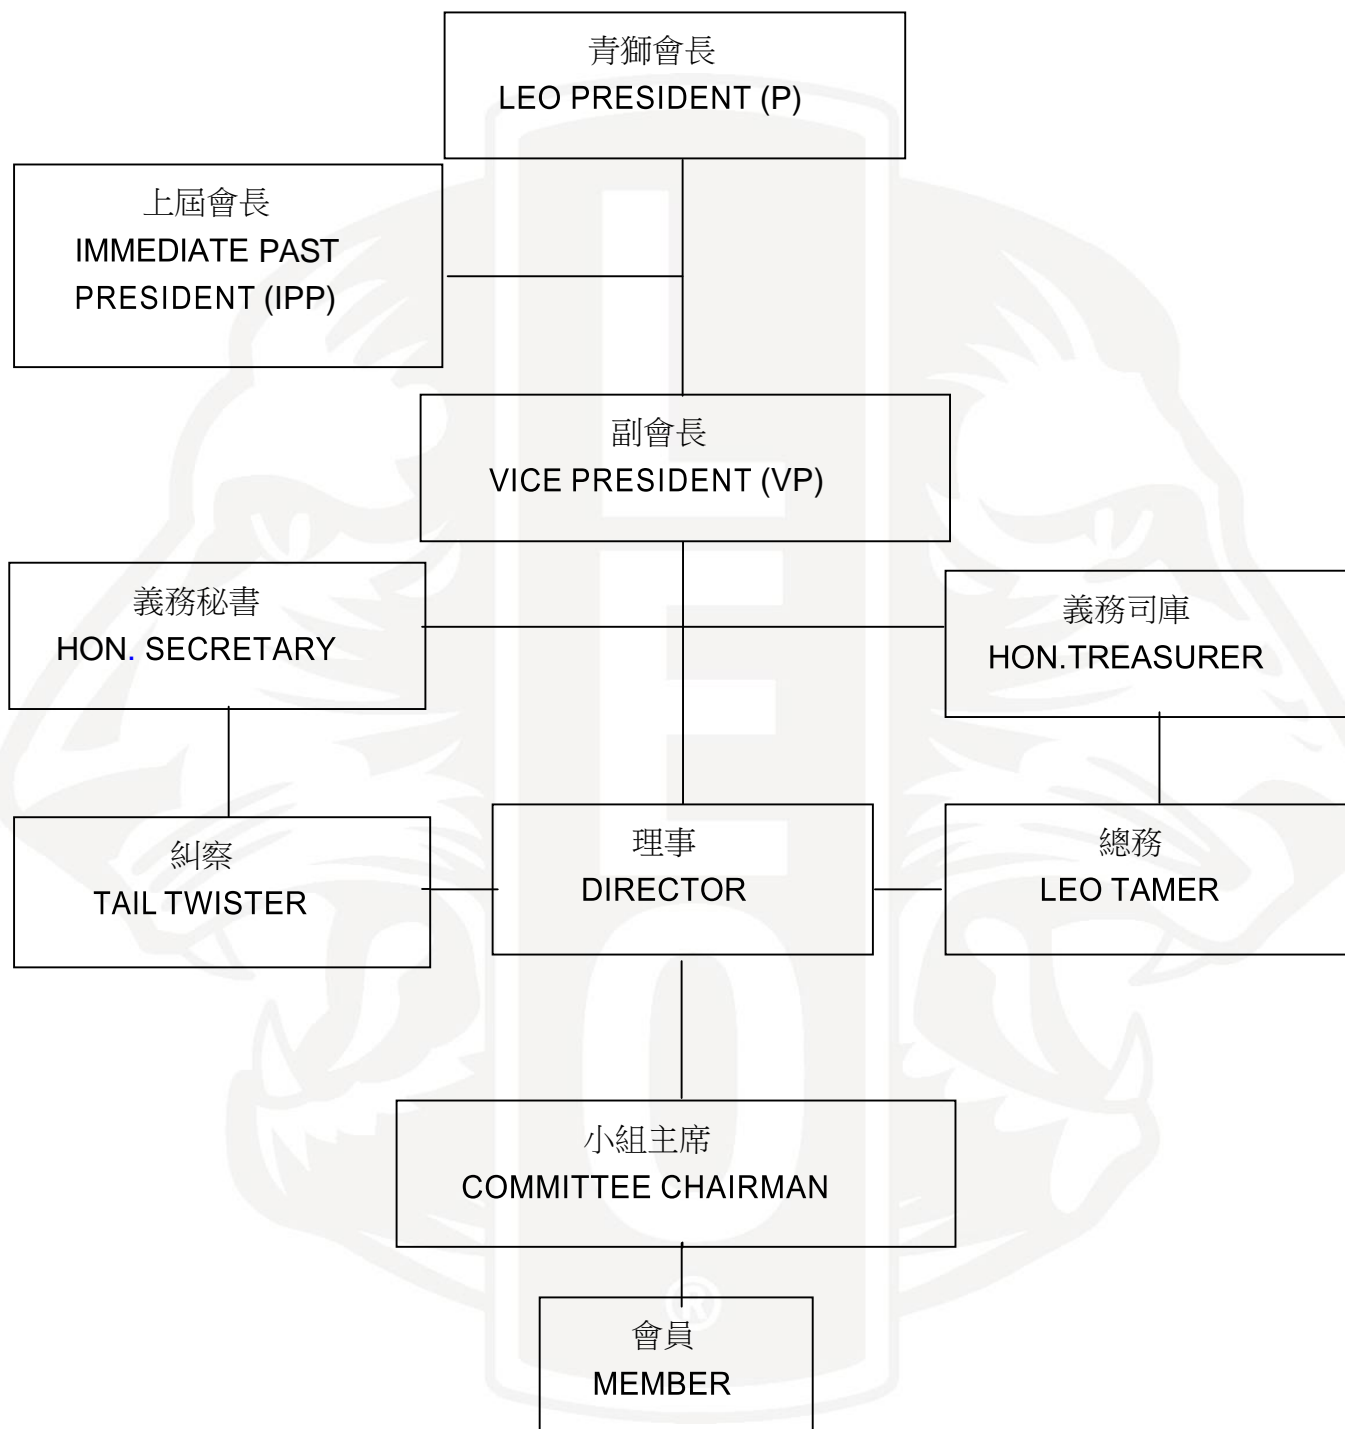 青獅會長
LEO PRESIDENT (P)
上屆會長
IMMEDIATE PAST
PRESIDENT (IPP)
副會長
VICE PRESIDENT (VP)
義務秘書
HON. SECRETARY
義務司庫
HON.TREASURER
糾察
TAIL TWISTER
理事
DIRECTOR
總務
LEO TAMER
小組主席
COMMITTEE CHAIRMAN
會員
MEMBER
LEO
®